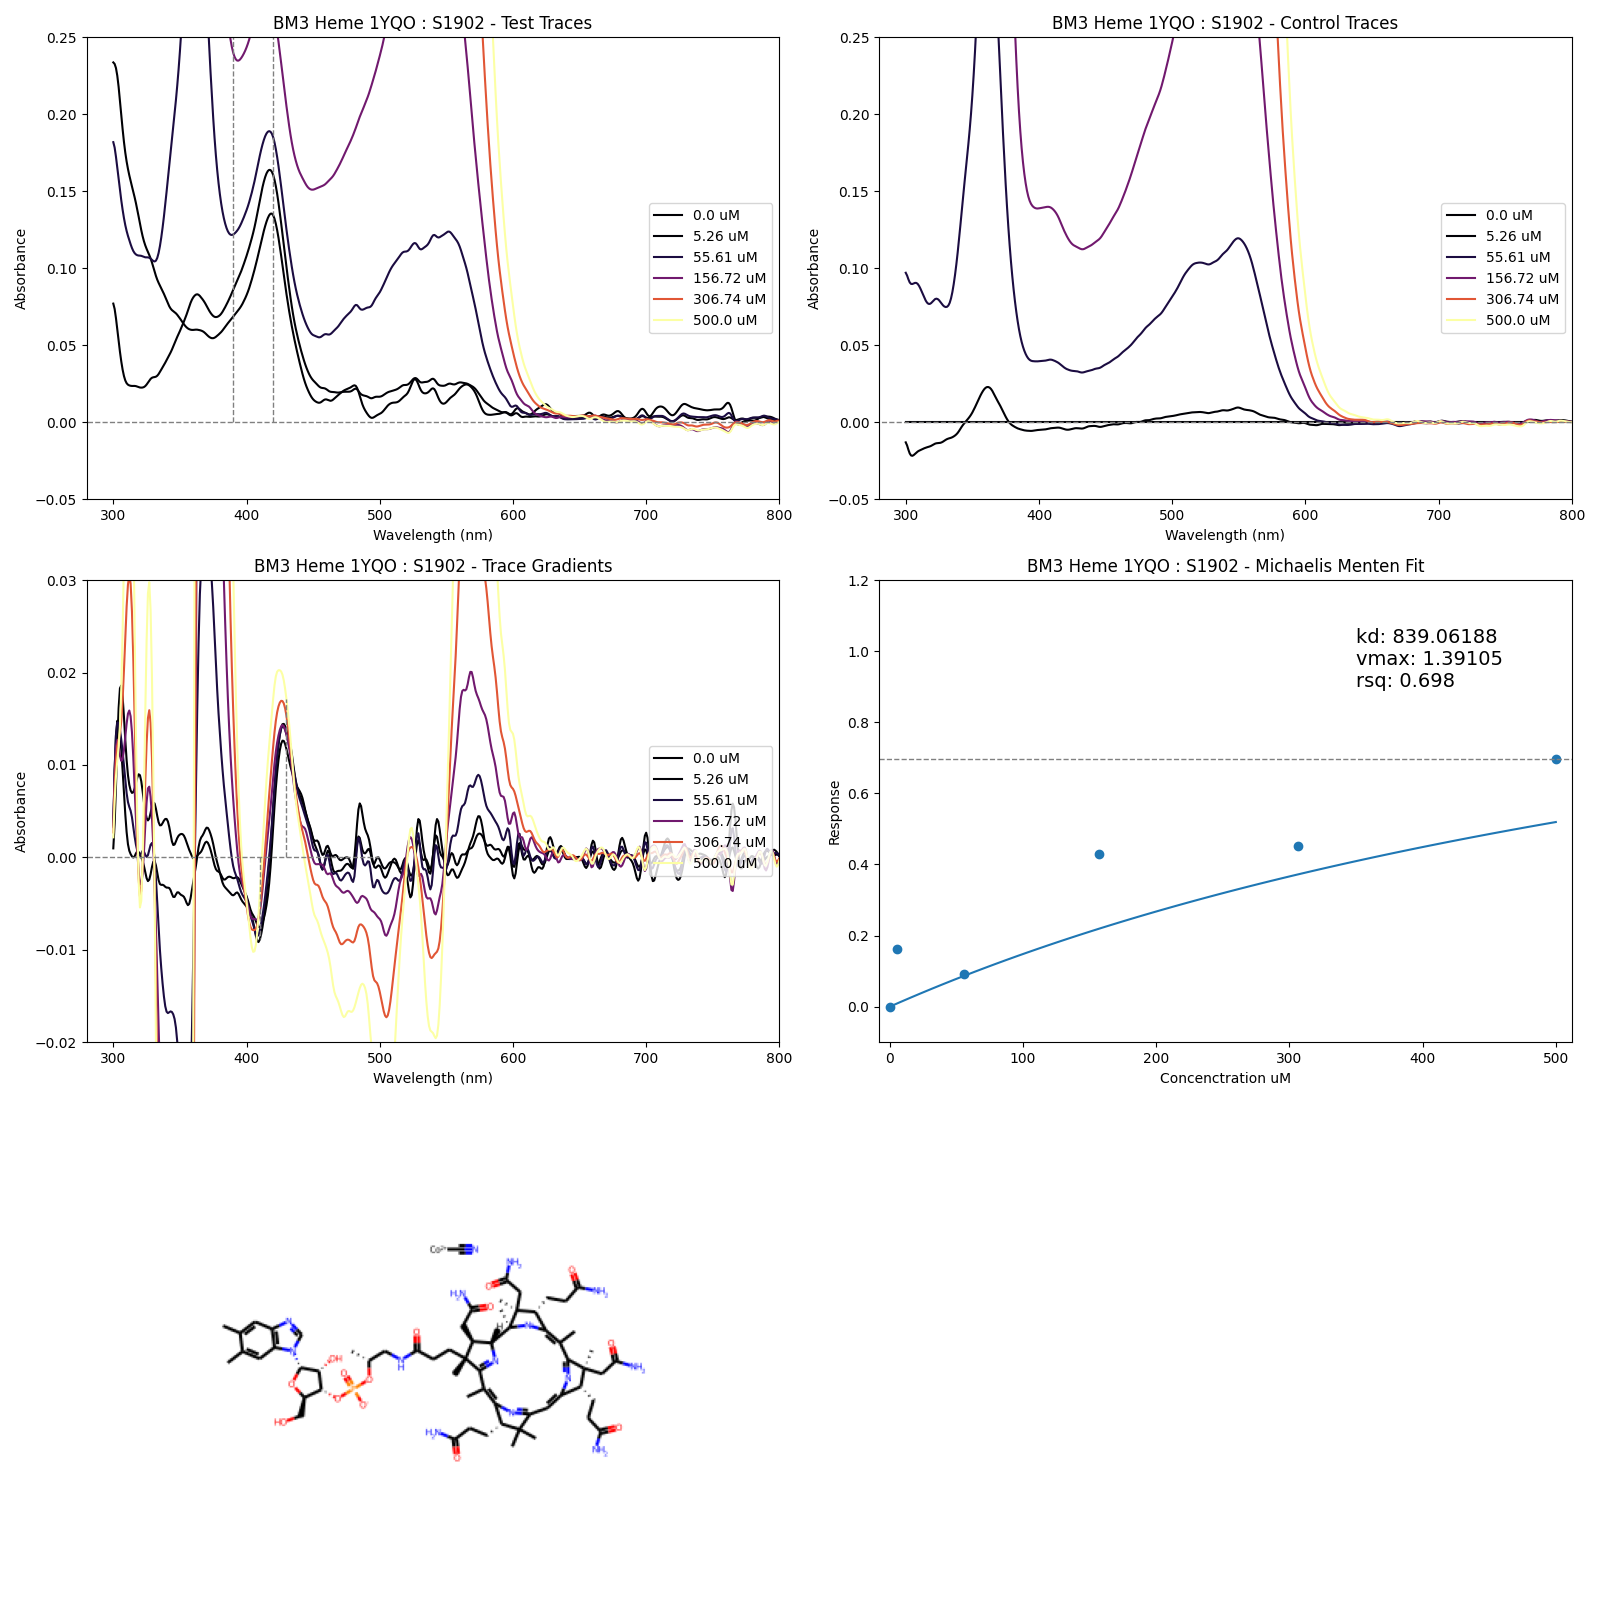 BM3 Heme 1YQO : S1902 - Test Traces
Absorbance
0.25
0.20
0.15
0.10
0.05
0.00
−0.05
300
400
500
600
700
800
Wavelength (nm)
0.0 uM
5.26 uM
55.61 uM
156.72 uM
306.74 uM
500.0 uM
BM3 Heme 1YQO : S1902 - Control Traces
Absorbance
0.25
0.20
0.15
0.10
0.05
0.00
−0.05
300
400
500
600
700
800
Wavelength (nm)
0.0 uM
5.26 uM
55.61 uM
156.72 uM
306.74 uM
500.0 uM
BM3 Heme 1YQO : S1902 - Trace Gradients
Absorbance
0.03
0.02
0.01
0.00
−0.01
−0.02
300
400
500
600
700
800
Wavelength (nm)
0.0 uM
5.26 uM
55.61 uM
156.72 uM
306.74 uM
500.0 uM
BM3 Heme 1YQO : S1902 - Michaelis Menten Fit
Response
1.2
1.0
0.8
0.6
0.4
0.2
0.0
0
100
200
300
400
500
Concenctration uM
kd: 839.06188
vmax: 1.39105
rsq: 0.698